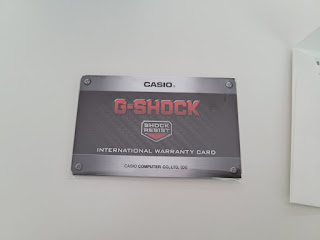 CASIO
G-SHOCK
SHOCK
RESIST
INTERNATIONAL WARRANTY CARD
CASIO COMPUTER CO., LTD.